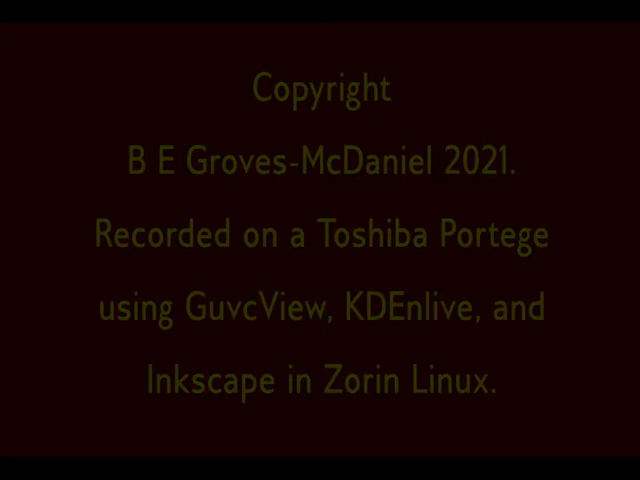 Copyright
B E Groves-McDaniel 2021.
Recorded on a Toshiba Portege
using GuvcView, KDEnlive, and
Inkscape in Zorin Linux.